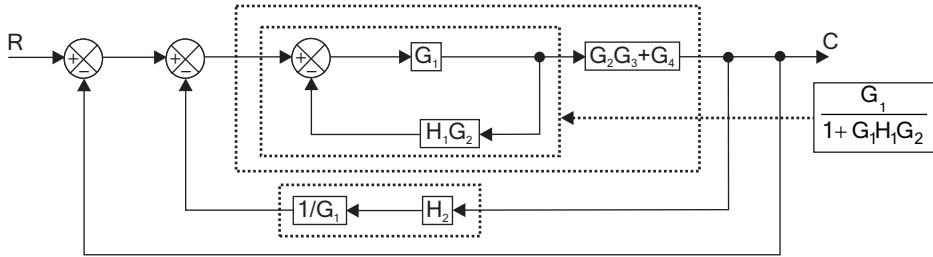 R + − + − + − G₁ G₂G₃+G₄ C
H₁G₂
G₁
1+ G₁H₁G₂
1/G₁ H₂